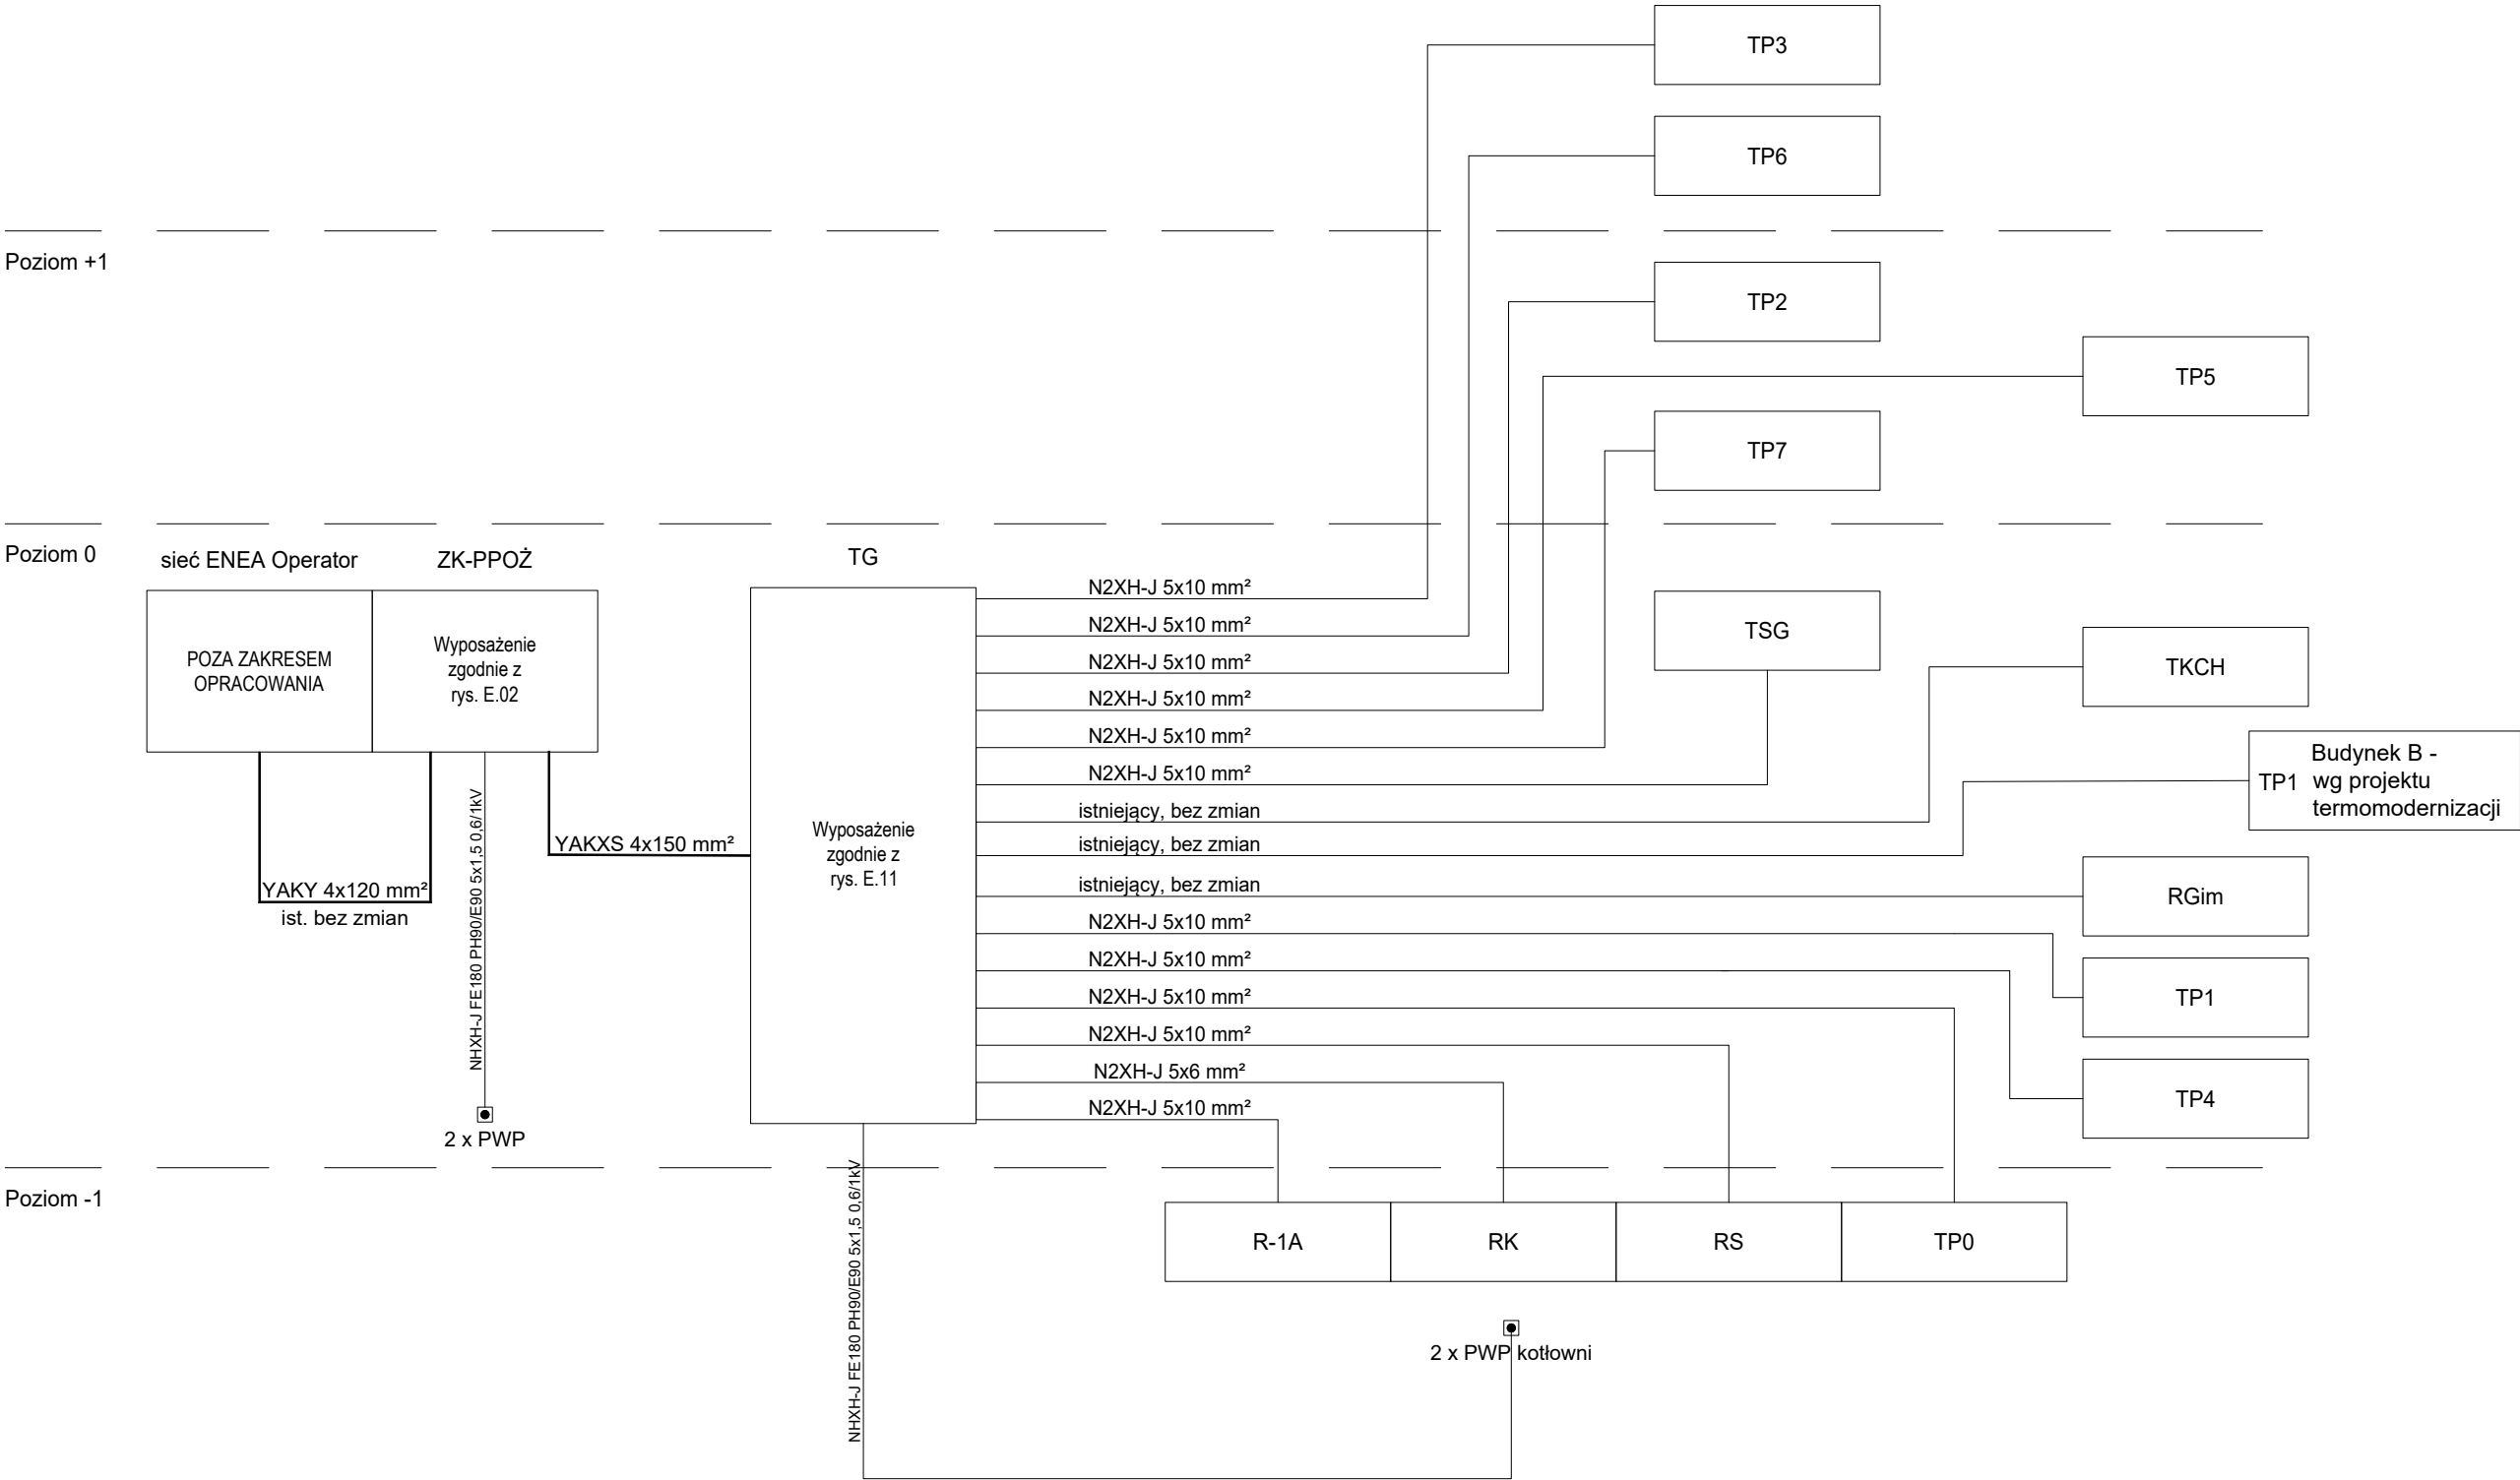 TP3
TP6
Poziom +1
TP2
TP5
TP7
Poziom 0
sieć ENEA Operator
ZK-PPOŻ
TG
POZA ZAKRESEM
OPRACOWANIA
Wyposażenie
zgodnie z
rys. E.02
YAKY 4x120 mm²
ist. bez zmian
NHXH-J FE180 PH90/E90 5x1,5 0,6/1kV
2 x PWP
YAKXS 4x150 mm²
Wyposażenie
zgodnie z
rys. E.11
N2XH-J 5x10 mm²
N2XH-J 5x10 mm²
N2XH-J 5x10 mm²
N2XH-J 5x10 mm²
N2XH-J 5x10 mm²
N2XH-J 5x10 mm²
istniejący, bez zmian
istniejący, bez zmian
istniejący, bez zmian
N2XH-J 5x10 mm²
N2XH-J 5x10 mm²
N2XH-J 5x10 mm²
N2XH-J 5x10 mm²
N2XH-J 5x6 mm²
N2XH-J 5x10 mm²
TSG
TKCH
TP1
Budynek B -
wg projektu
termomodernizacji
RGim
TP1
TP4
Poziom -1
NHXH-J FE180 PH90/E90 5x1,5 0,6/1kV
R-1A
RK
RS
TP0
2 x PWP kotłowni